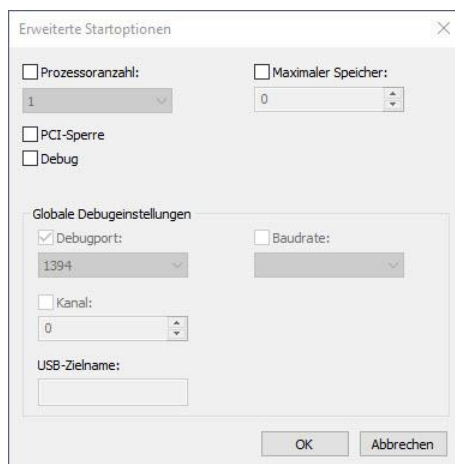 Erweiterte Startoptionen
Prozessoranzahl:
Maximaler Speicher:
1
0
PCI-Sperre
Debug
Globale Debugeinstellungen
Debugport:
Baudrate:
1394
Kanal:
0
USB-Zielname:
OK
Abbrechen